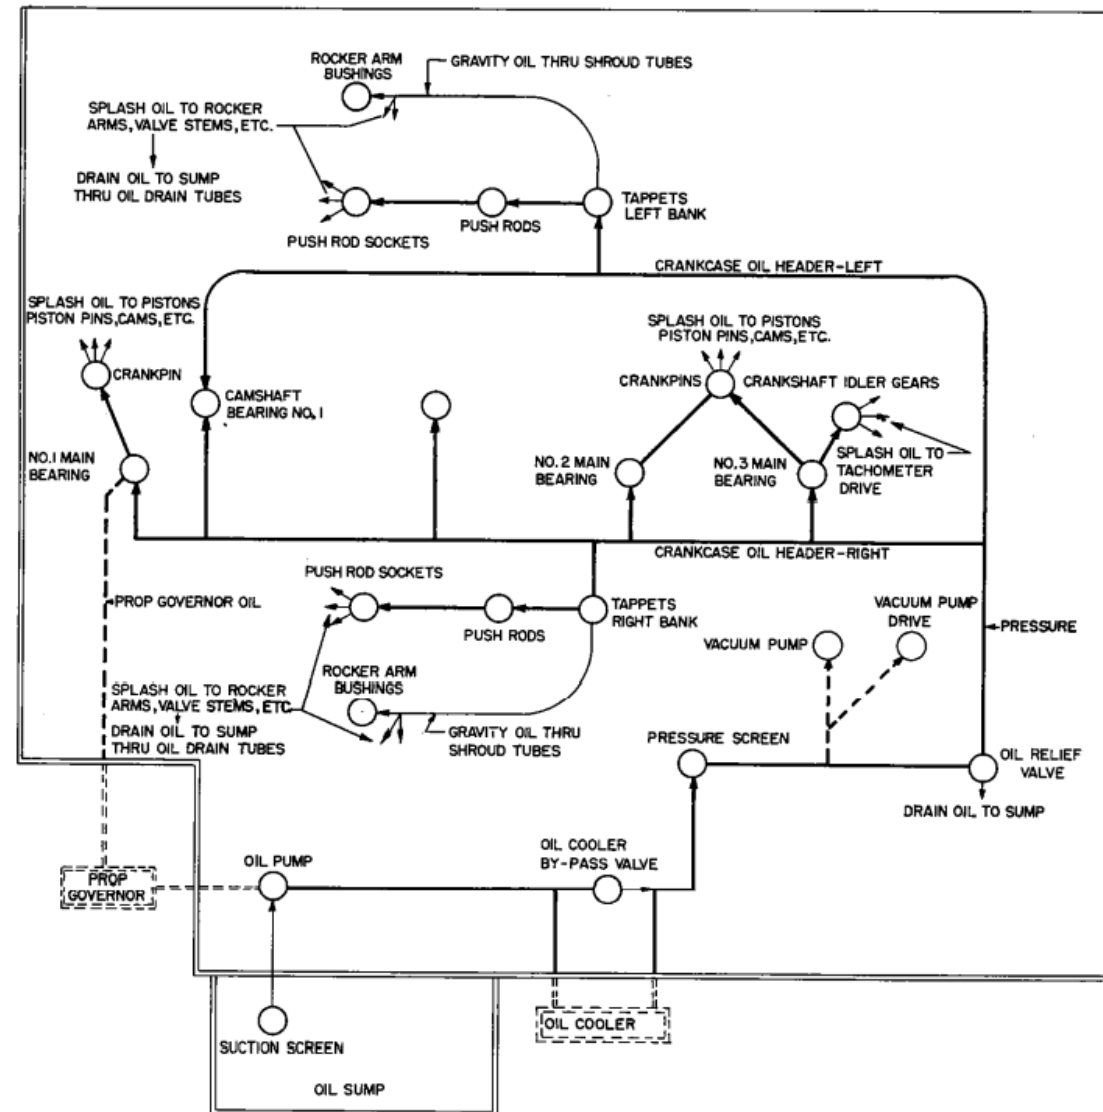 ROCKER ARM
BUSHINGS
GRAVITY OIL THRU SHROUD TUBES
SPLASH OIL TO ROCKER
ARMS, VALVE STEMS, ETC.
DRAIN OIL TO SUMP
THRU OIL DRAIN TUBES
TAPPETS
LEFT BANK
PUSH RODS
PUSH ROD SOCKETS
CRANKCASE OIL HEADER-LEFT
SPLASH OIL TO PISTONS
PISTON PINS, CAMS, ETC.
CRANKPIN
CAMSHAFT
BEARING NO. 1
SPLASH OIL TO PISTONS
PISTON PINS, CAMS, ETC.
CRANKPINS
CRANKSHAFT IDLER GEARS
NO. 1 MAIN
BEARING
NO. 2 MAIN
BEARING
NO. 3 MAIN
BEARING
SPLASH OIL TO
TACHOMETER
DRIVE
CRANKCASE OIL HEADER-RIGHT
PUSH ROD SOCKETS
PROP GOVERNOR OIL
PUSH RODS
TAPPETS
RIGHT BANK
VACUUM PUMP
DRIVE
VACUUM PUMP
PRESSURE
ROCKER ARM
BUSHINGS
SPLASH OIL TO ROCKER
ARMS, VALVE STEMS, ETC.
DRAIN OIL TO SUMP
THRU OIL DRAIN TUBES
GRAVITY OIL THRU
SHROUD TUBES
PRESSURE SCREEN
OIL RELIEF
VALVE
DRAIN OIL TO SUMP
OIL PUMP
OIL COOLER
BY-PASS VALVE
PROP
GOVERNOR
OIL COOLER
SUCTION SCREEN
OIL SUMP